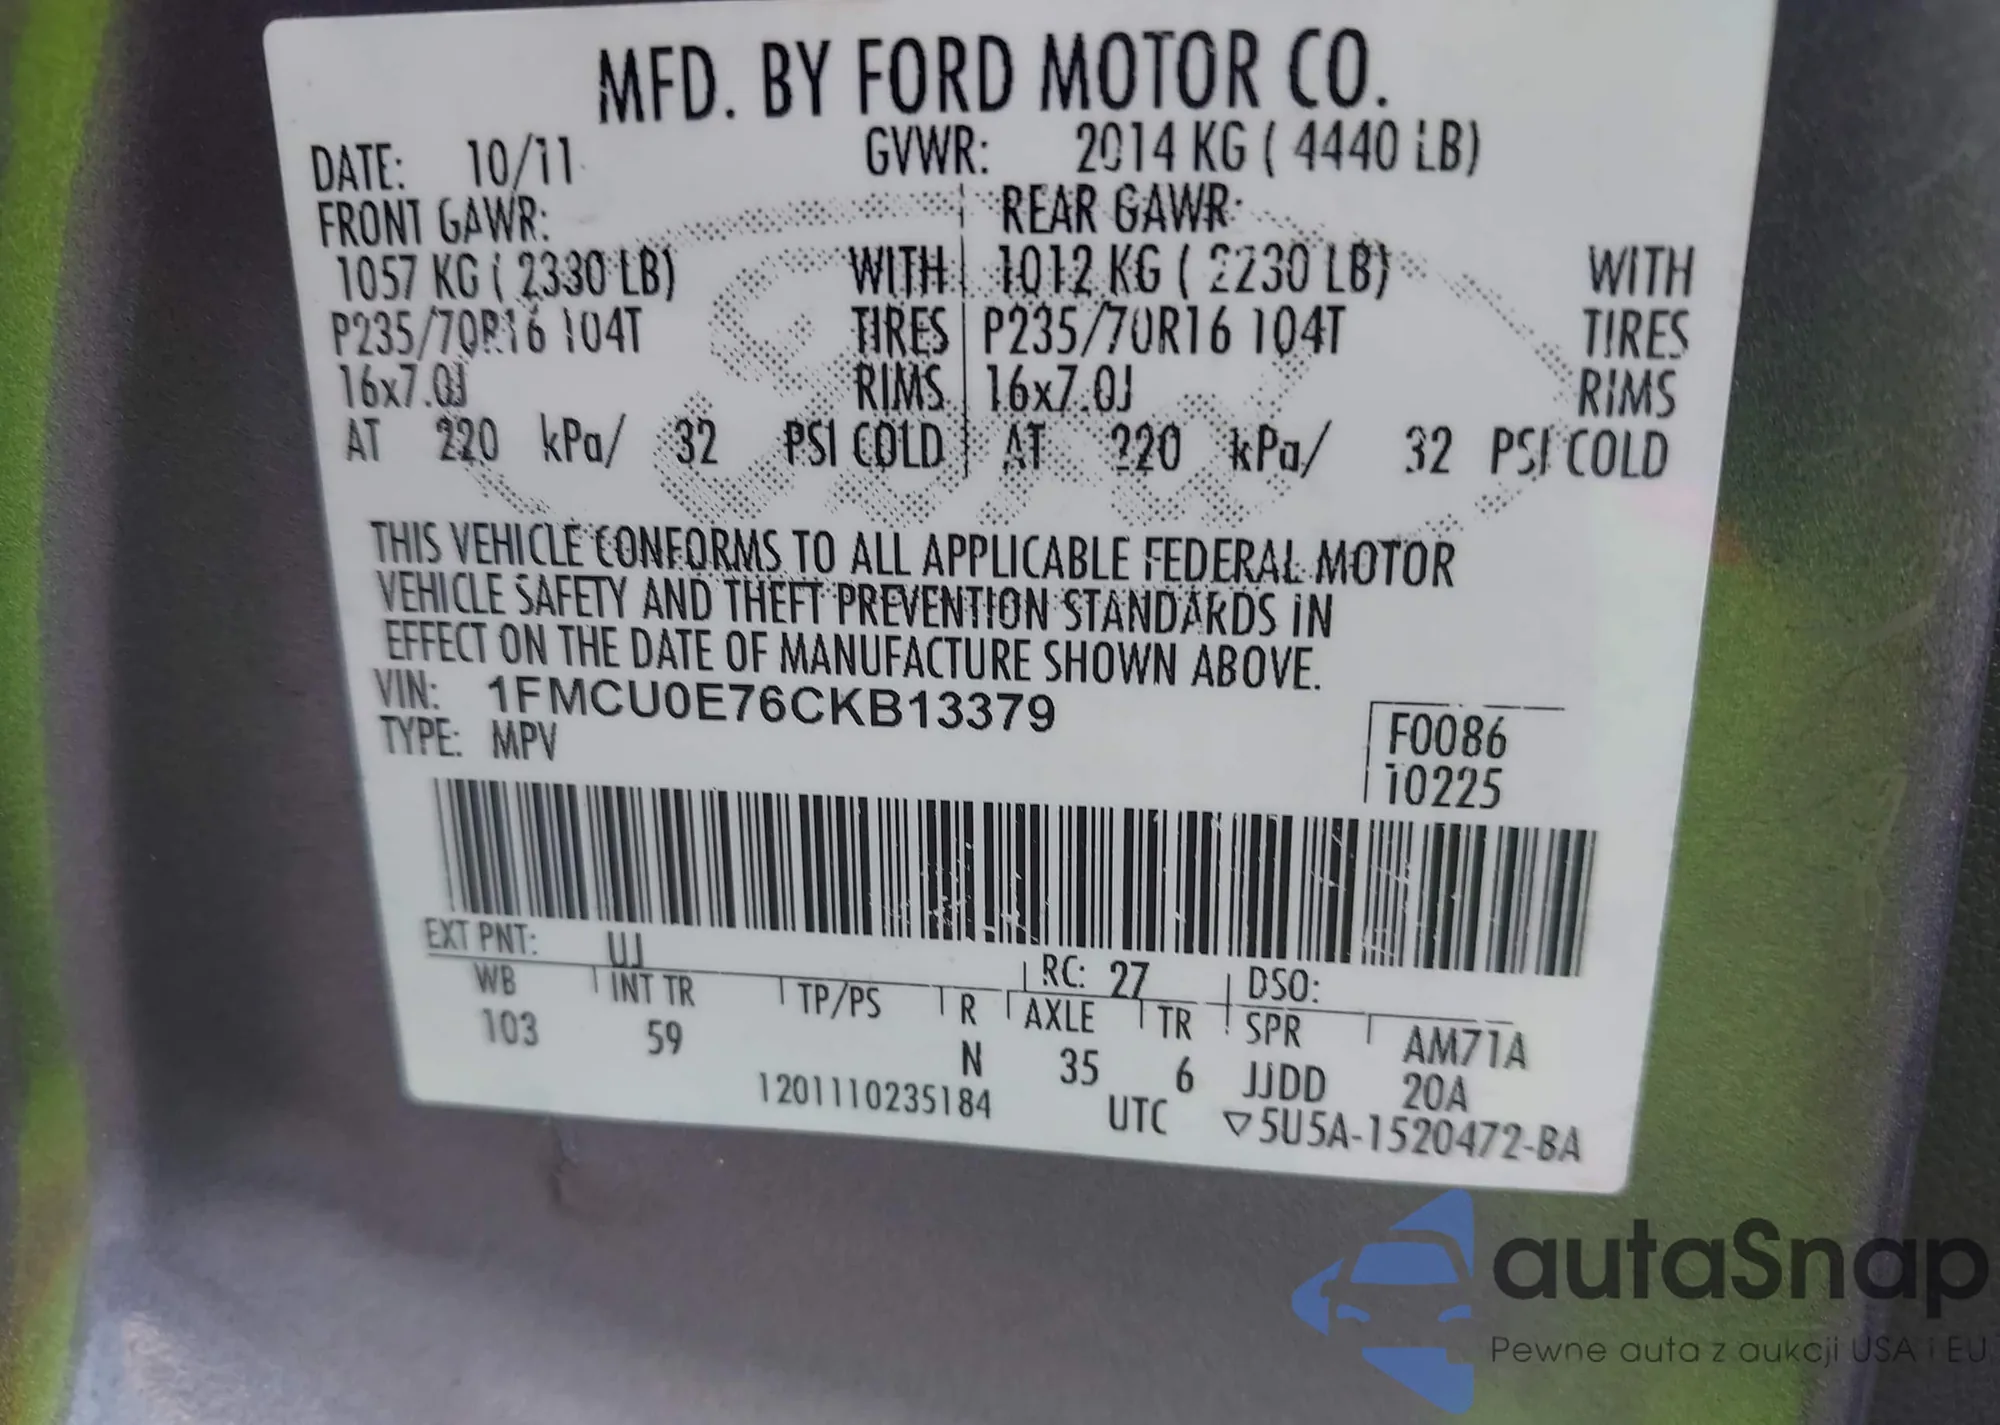 MFD. BY FORD MOTOR CO.
DATE: 10/11 GVWR: 2014 KG ( 4440 LB)
FRONT GAWR: REAR GAWR:
1057 KG ( 2330 LB) WITH 1012 KG ( 2230 LB) WITH
P235/70R16 104T TIRES P235/70R16 104T TIRES
16x7.0J RIMS 16x7.0J RIMS
AT 220 kPa/ 32 PSI COLD AT 220 kPa/ 32 PSI COLD
THIS VEHICLE CONFORMS TO ALL APPLICABLE FEDERAL MOTOR
VEHICLE SAFETY AND THEFT PREVENTION STANDARDS IN
EFFECT ON THE DATE OF MANUFACTURE SHOWN ABOVE.
VIN: 1FMCU0E76CKB13379
TYPE: MPV
F0086
10225
EXT PNT: UJ RC: 27 DSO:
WB INT TR TP/PS R AXLE TR SPR AM71A
103 59 N 35 6 JJDD 20A
1201110235184 UTC ▽5U5A-1520472-BA
autaSnap
Pewne auta z aukcji USA i EU